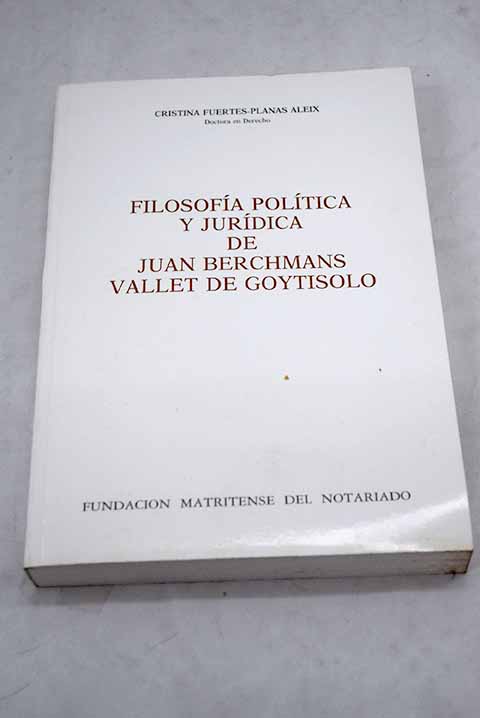 CRISTINA FUERTES-PLANAS ALEIX
Doctora en Derecho
FILOSOFÍA POLÍTICA
Y JURÍDICA
DE
JUAN BERCHMANS
VALLET DE GOYTISOLO
FUNDACION MATRITENSE DEL NOTARIADO